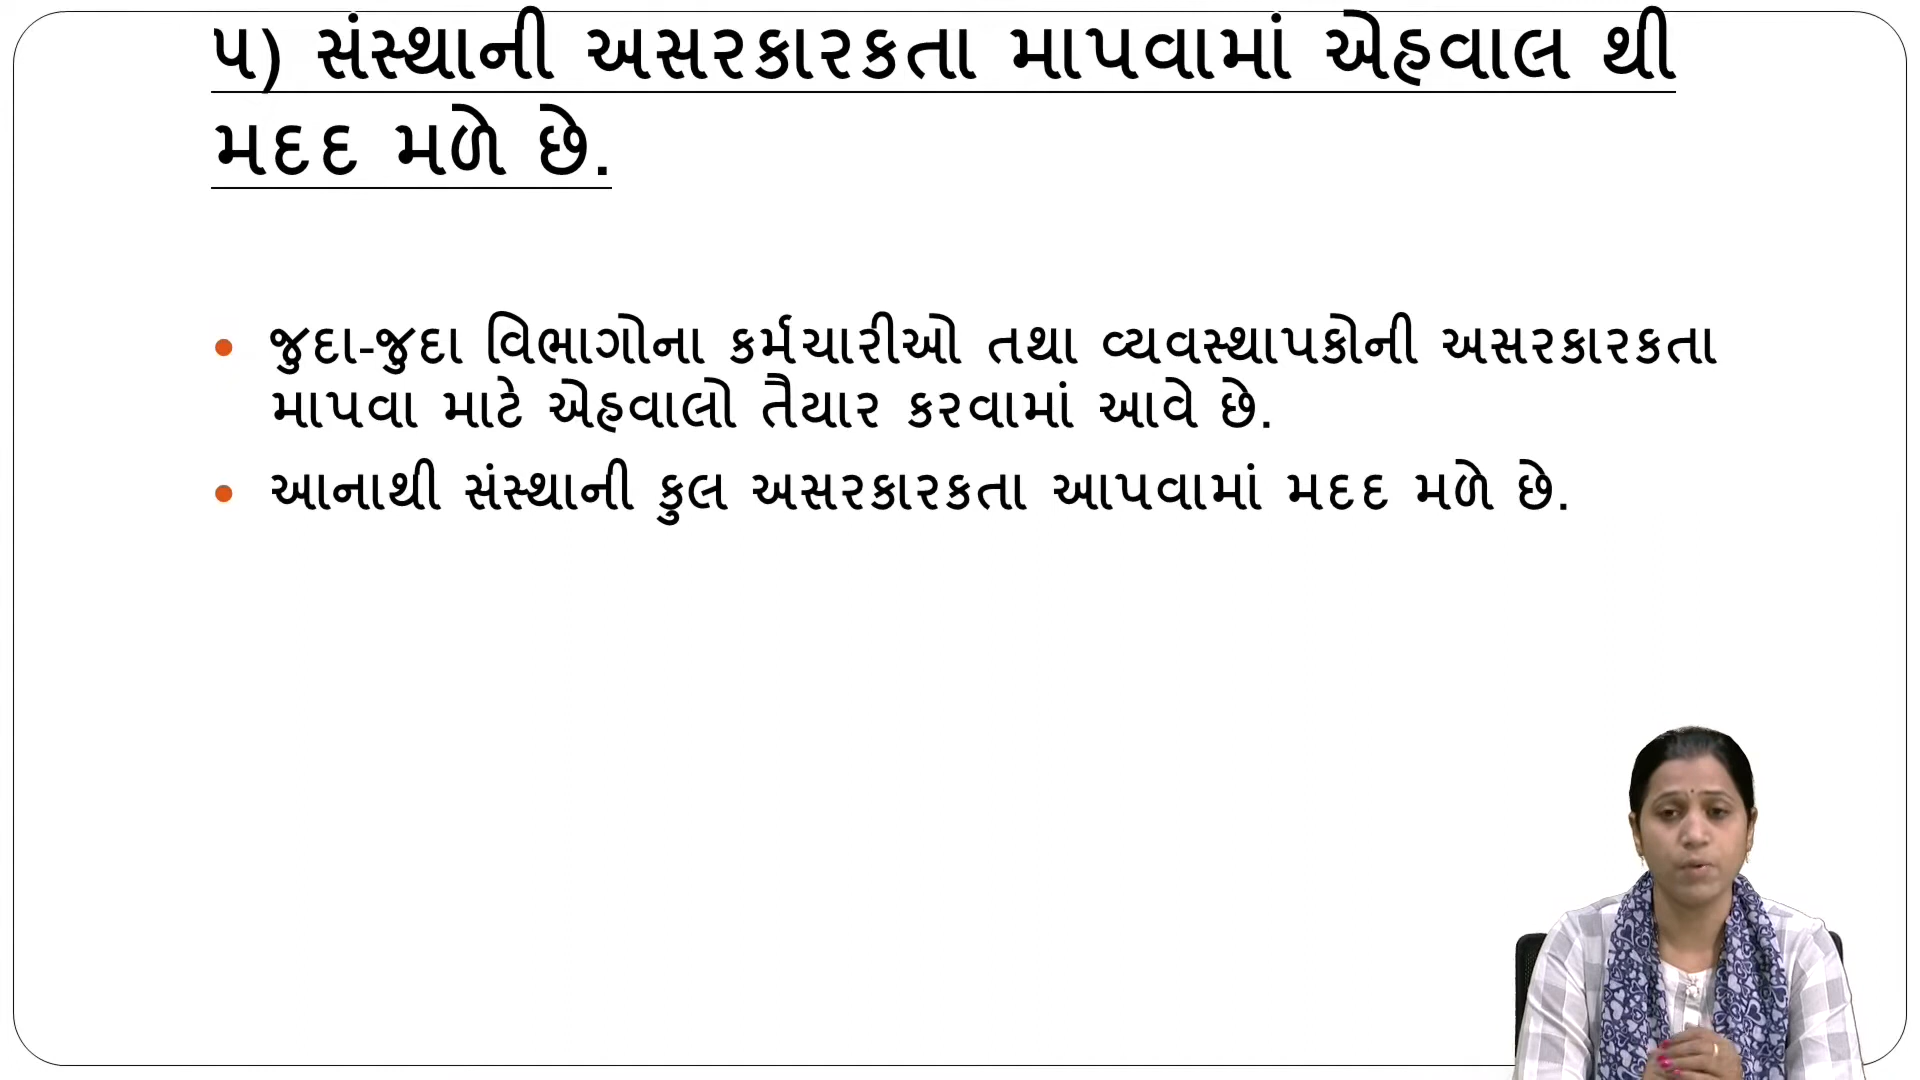 ૫) સંસ્થાની અસરકારકતા માપવામાં એહવાલ થી
મદદ મળે છે.
• જુદા-જુદા વિભાગોના કર્મચારીઓ તથા વ્યવસ્થાપકોની અસરકારકતા
માપવા માટે એહવાલો તૈયાર કરવામાં આવે છે.
• આનાથી સંસ્થાની કુલ અસરકારકતા આપવામાં મદદ મળે છે.